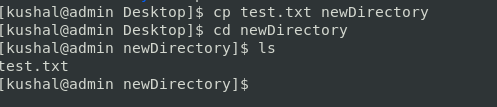 [kushal@admin Desktop]$ cp test.txt newDirectory
[kushal@admin Desktop]$ cd newDirectory
[kushal@admin newDirectory]$ ls
test.txt
[kushal@admin newDirectory]$